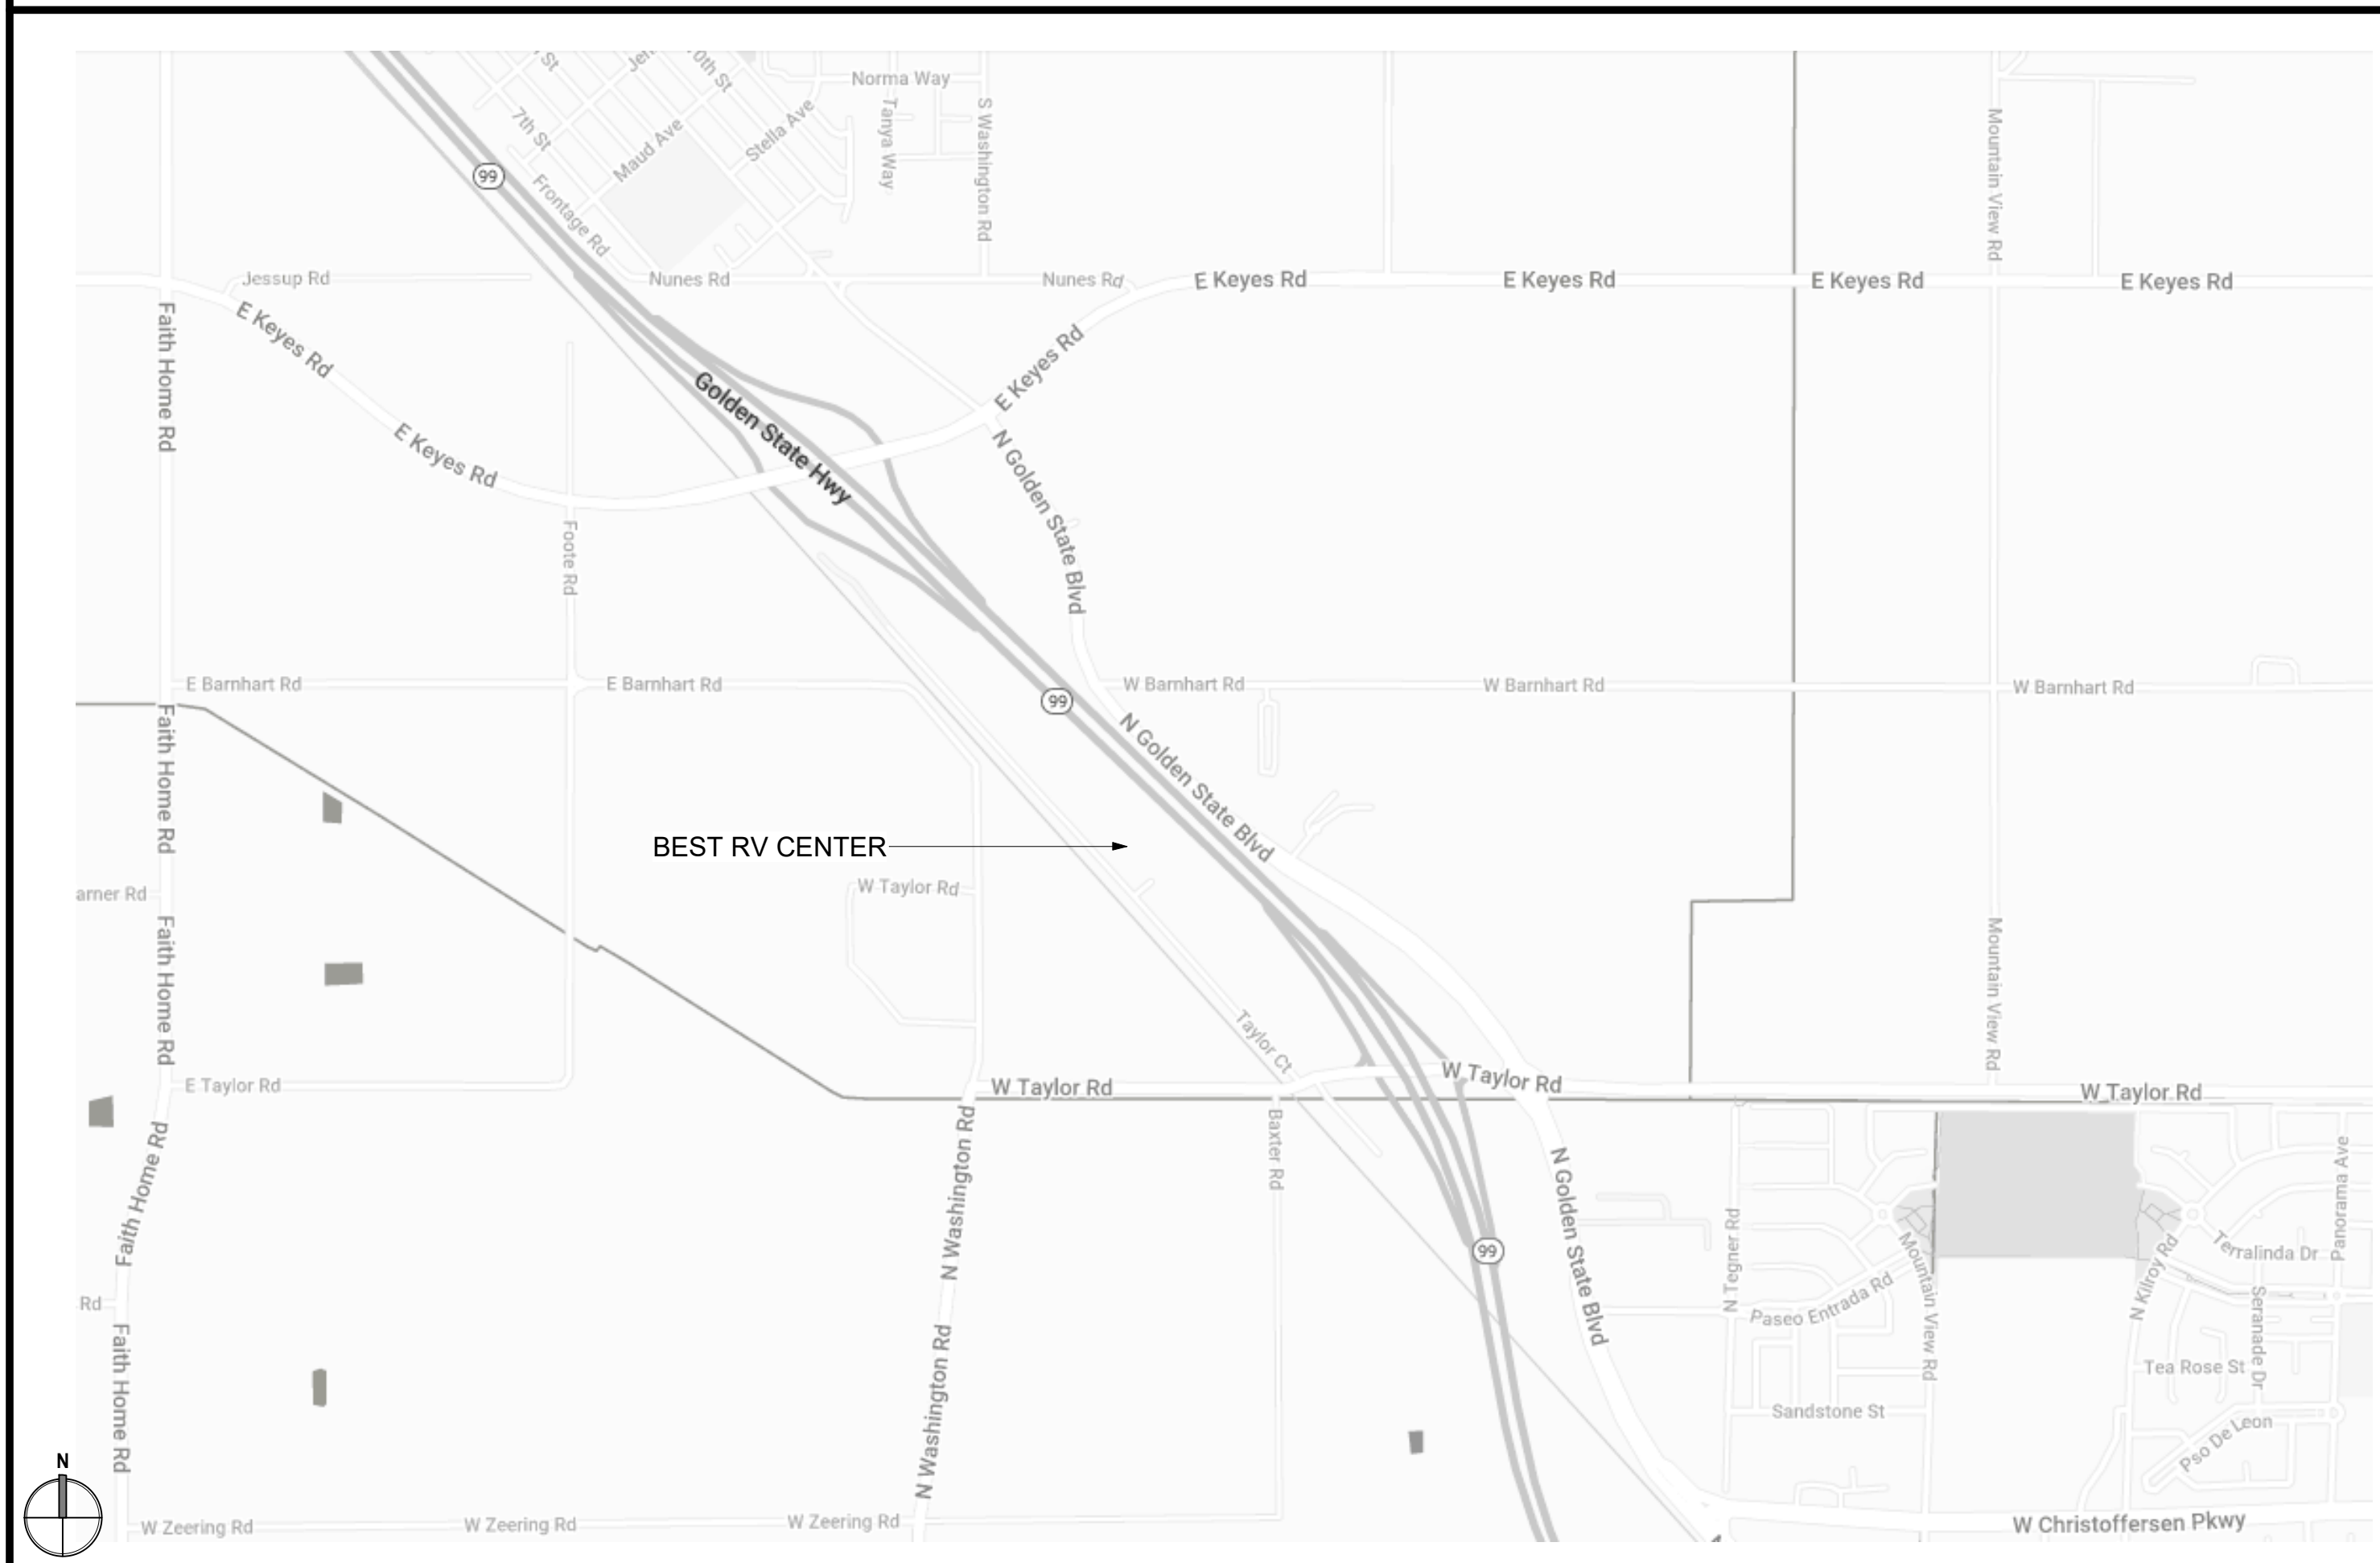 St
Jen
0th St
Norma Way
7th St
Maud Ave
Stella Ave
Tanya Way
S Washington Rd
Mountain View Rd
99
Frontage Rd
Jessup Rd
Nunes Rd
Nunes Rd
E Keyes Rd
E Keyes Rd
E Keyes Rd
E Keyes Rd
Faith Home Rd
E Keyes Rd
E Keyes Rd
Golden State Hwy
E Keyes Rd
N Golden State Blvd
Foote Rd
E Barnhart Rd
E Barnhart Rd
99
W Barnhart Rd
W Barnhart Rd
W Barnhart Rd
Faith Home Rd
N Golden State Blvd
BEST RV CENTER
arner Rd
W Taylor Rd
Faith Home Rd
Mountain View Rd
Taylor Ct
E Taylor Rd
W Taylor Rd
W Taylor Rd
W Taylor Rd
Faith Home Rd
N Washington Rd
Baxter Rd
N Golden State Blvd
99
N Tegner Rd
Paseo Entrada Rd
Mountain View Rd
N Kilroy Rd
Terralinda Dr
Panorama Ave
Seranade Dr
Rd
Faith Home Rd
N Washington Rd
Tea Rose St
Sandstone St
Pso De Leon
N
W Zeering Rd
W Zeering Rd
W Zeering Rd
W Christoffersen Pkwy